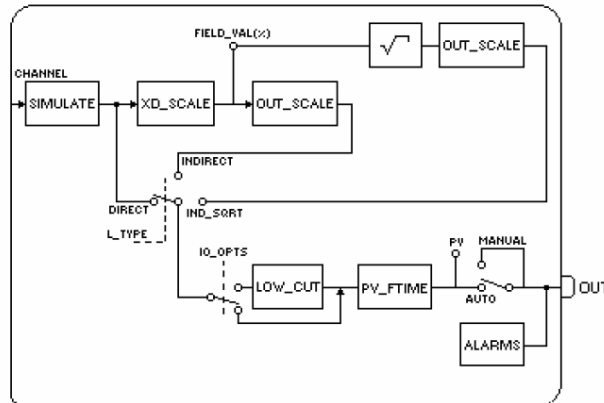 FIELD_VAL(%)
√
OUT_SCALE
CHANNEL
SIMULATE
XD_SCALE
OUT_SCALE
INDIRECT
DIRECT
IND_SQRT
L_TYPE
IO_OPTS
PV
MANUAL
LOW_CUT
PV_FTIME
AUTO
OUT
ALARMS